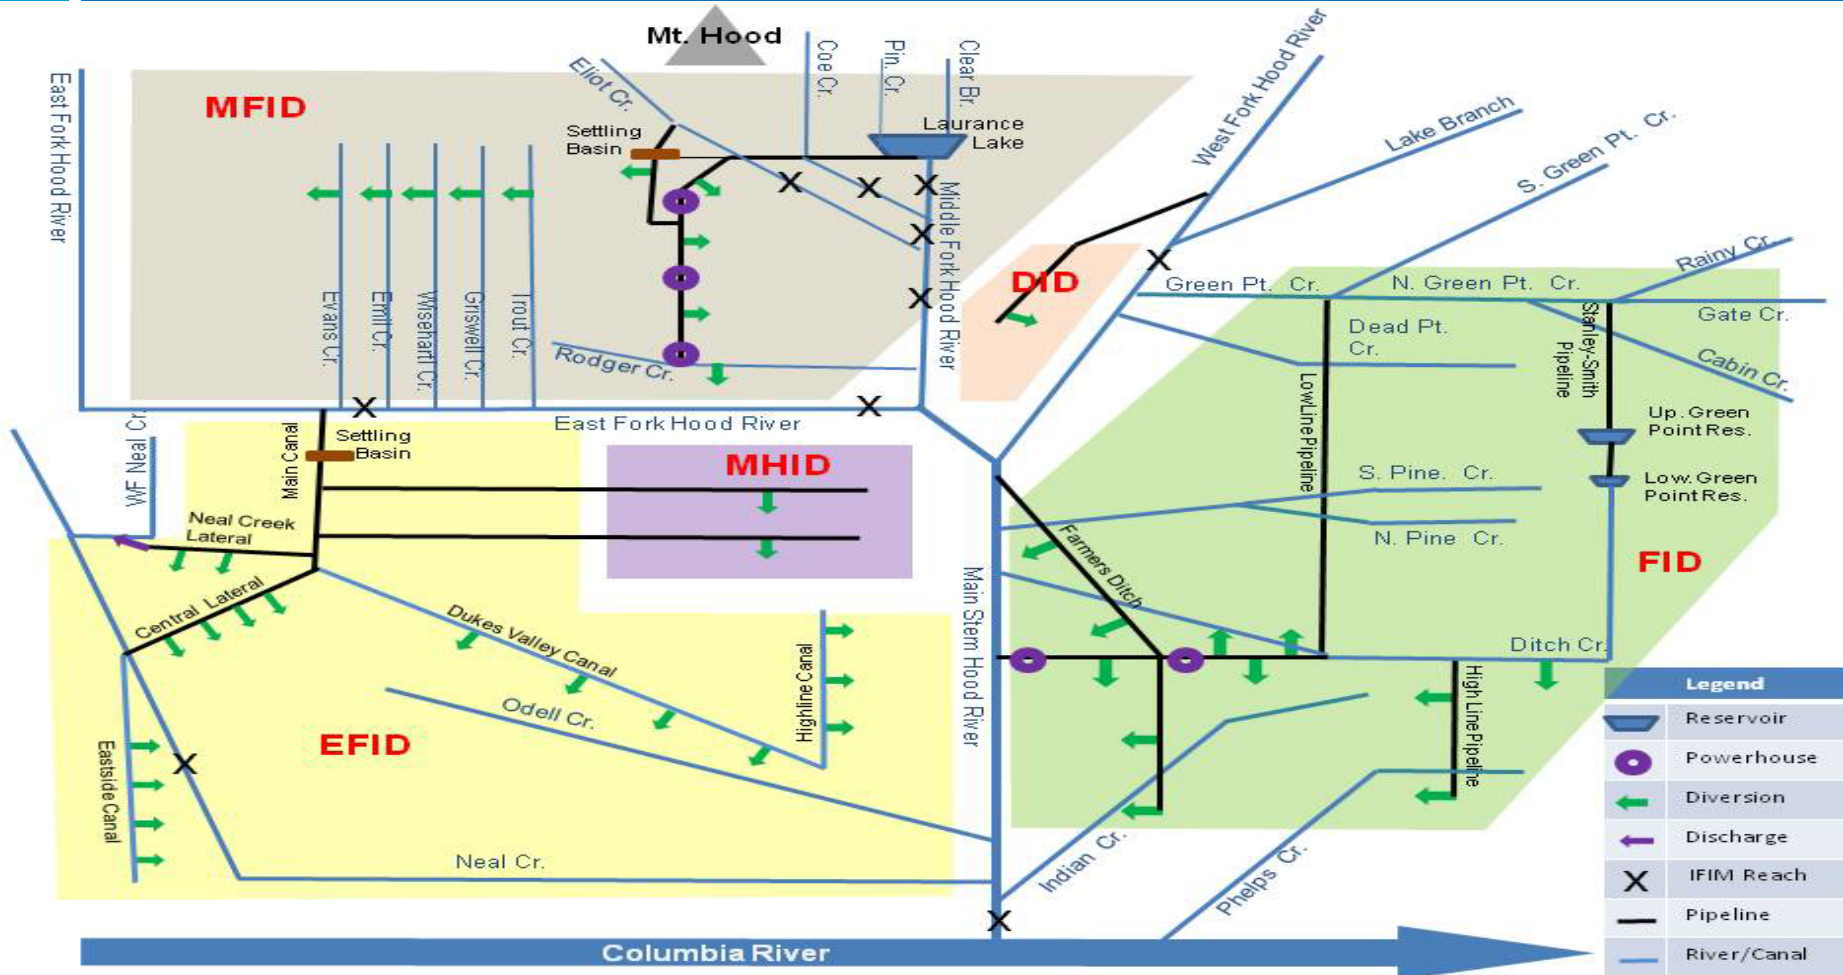 Mt. Hood
MFID
East Fork Hood River
Eliot Cr.
Coe Cr.
Pin. Cr.
Clear Br.
Settling
Basin
Laurance
Lake
West Fork Hood River
Lake Branch
S. Green Pt. Cr.
Evans Cr.
Emil Cr.
Wisehartl Cr.
Griswell Cr.
Trout Cr.
Rodger Cr.
Middle Fork Hood River
DID
Green Pt. Cr.
N. Green Pt. Cr.
Rainy Cr.
Gate Cr.
Cabin Cr.
Dead Pt.
Cr.
Low Line Pipeline
Stanley-Smith
Pipeline
Up. Green
Point Res.
Low. Green
Point Res.
East Fork Hood River
WF Neal Cr.
Main Canal
Settling
Basin
MHID
Neal Creek
Lateral
Central Lateral
Dukes Valley Canal
Odell Cr.
Highline Canal
EFID
Eastside Canal
Neal Cr.
Main Stem Hood River
Farmers Ditch
S. Pine. Cr.
N. Pine Cr.
FID
Ditch Cr.
High Line Pipeline
Indian Cr.
Phelps Cr.
Columbia River
Legend
Reservoir
Powerhouse
Diversion
Discharge
X IFIM Reach
Pipeline
River/Canal
X
X
X
X
X
X
X
X
X
X